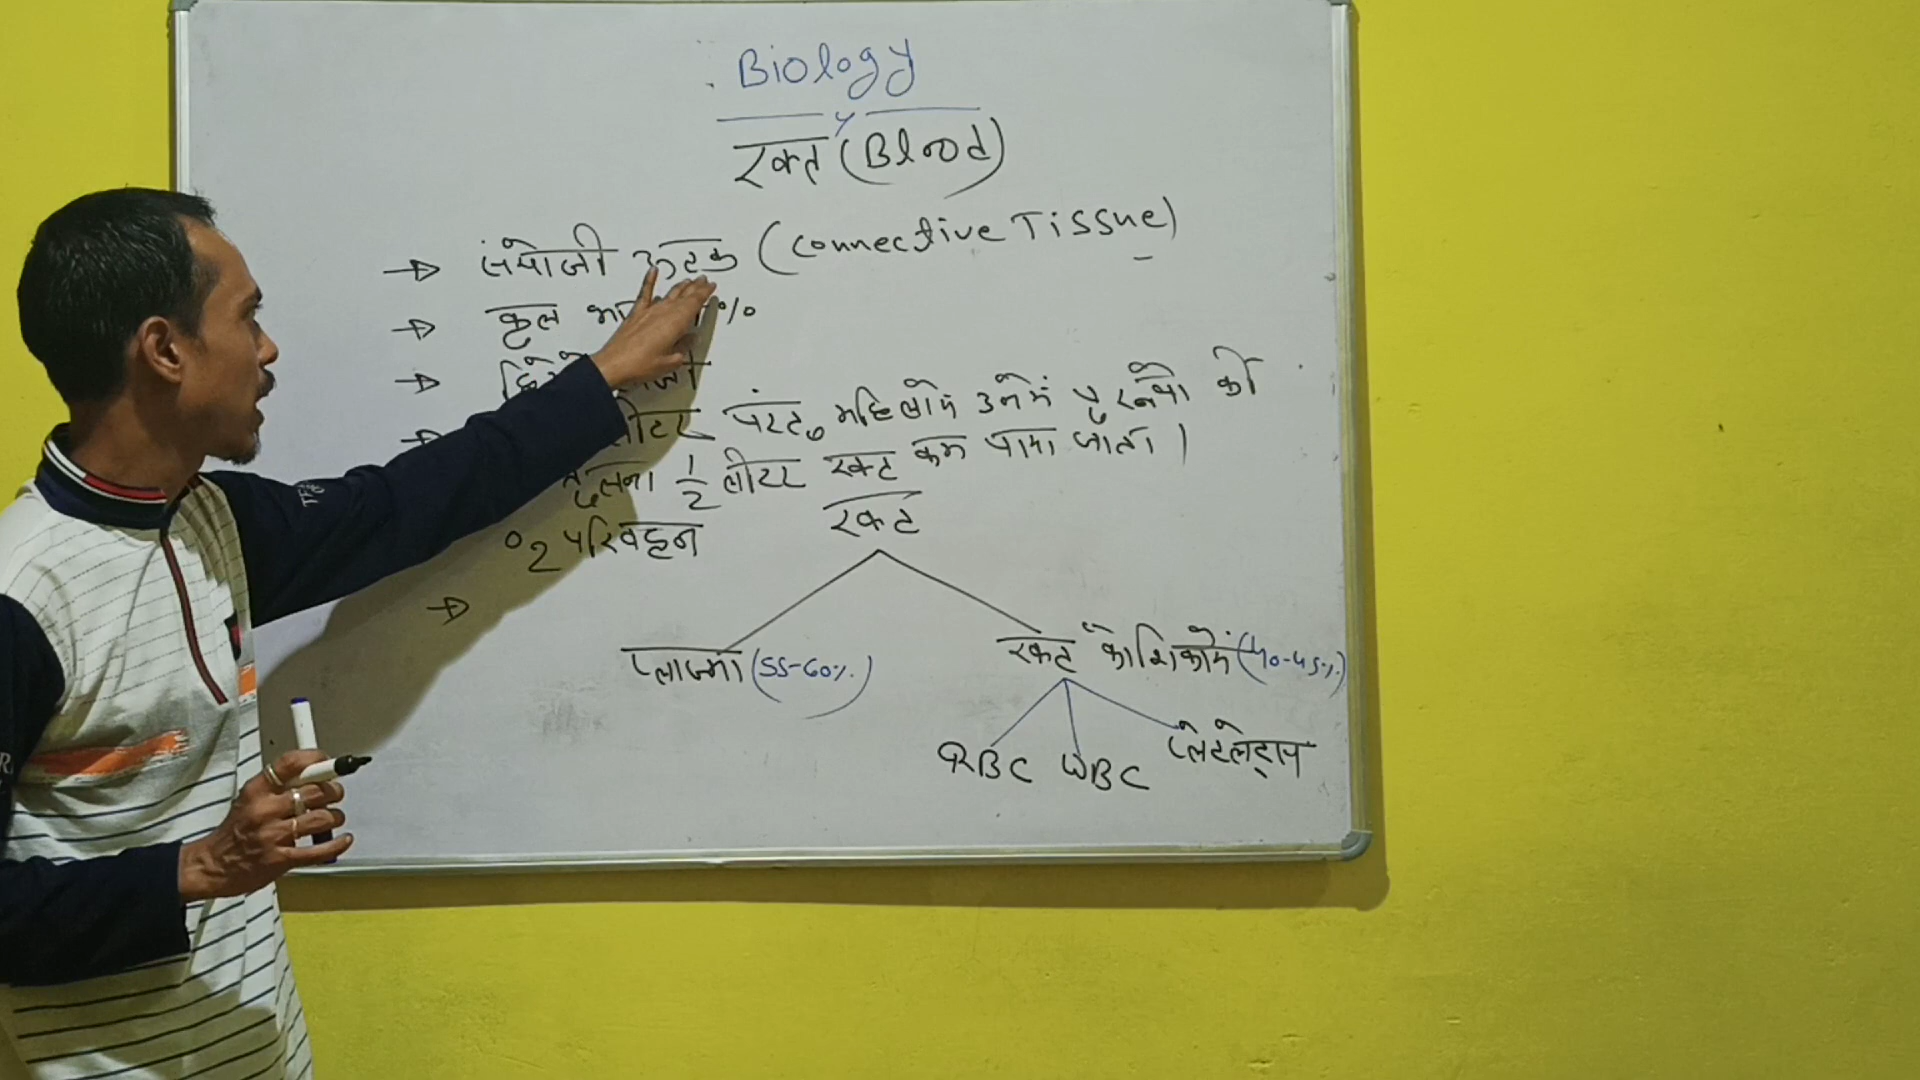 Biology
रक्त (Blood)
संयोजी ऊतक (Connective Tissue)
कुल %
लीटर परंतु महिलाओं में उनमें पुरूषों की
तुलना 1/2 लीटर रक्त कम पाया जाता।
O2 परिवहन
रक्त
प्लाज्मा (55-60%)
रक्त कोशिकायें (40-45%)
RBC WBC प्लेटलेट्स